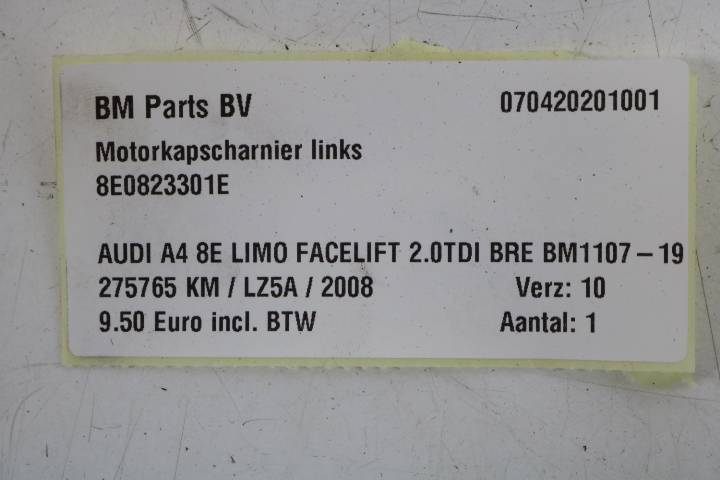 BM Parts BV 070420201001
Motorkapscharnier links
8E0823301E
AUDI A4 8E LIMO FACELIFT 2.0TDI BRE BM1107 – 19
275765 KM / LZ5A / 2008 Verz: 10
9.50 Euro incl. BTW Aantal: 1